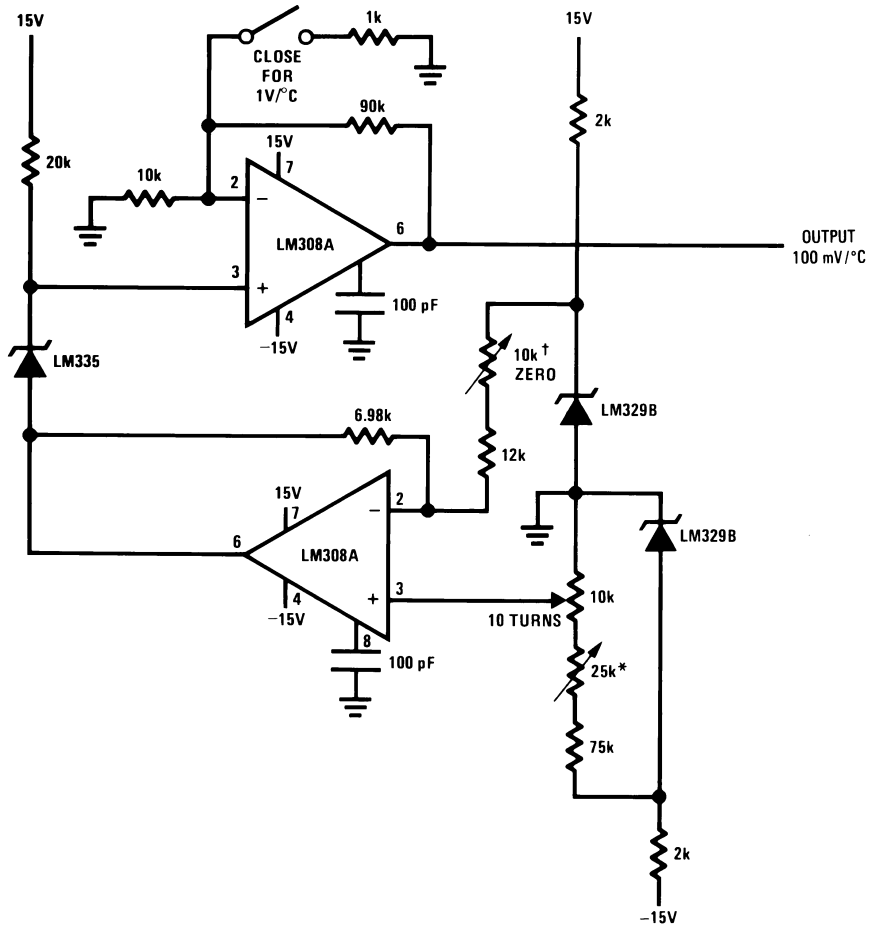 15V
1k
15V
CLOSE
FOR
1V/°C
90k
2k
20k
15V
7
10k
2
−
6
LM308A
OUTPUT
100 mV/°C
3
+
4
100 pF
−15V
10k†
ZERO
LM335
LM329B
6.98k
12k
15V
7
2
−
LM329B
6
LM308A
3
+
10k
4
−15V
10 TURNS
8
100 pF
25k*
75k
2k
−15V